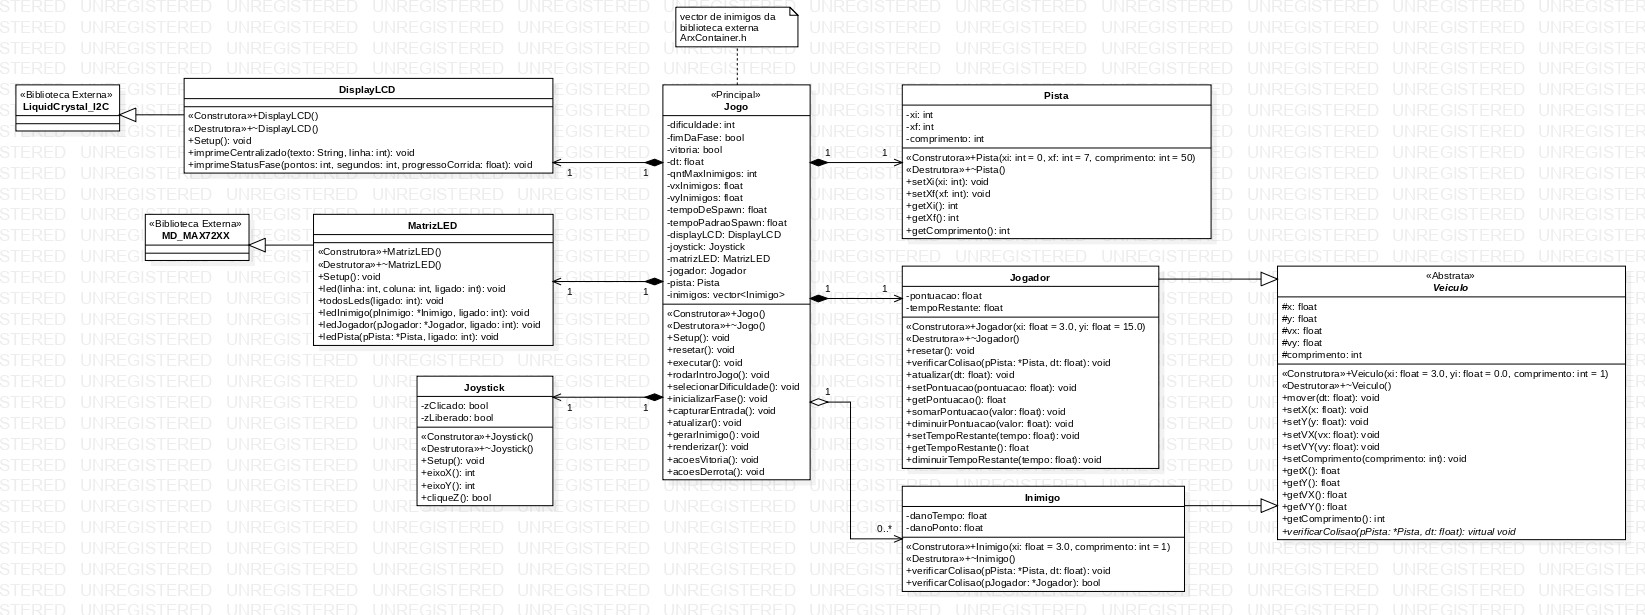 vector de inimigos da
biblioteca externa
ArxContainer.h
«Biblioteca Externa»
LiquidCrystal_I2C
DisplayLCD
«Construtora»+DisplayLCD()
«Destrutora»+~DisplayLCD()
+Setup(): void
+imprimeCentralizado(texto: String, linha: int): void
+imprimeStatusFase(pontos: int, segundos: int, progressoCorrida: float): void
1
1
«Biblioteca Externa»
MD_MAX72XX
MatrizLED
«Construtora»+MatrizLED()
«Destrutora»+~MatrizLED()
+Setup(): void
+led(linha: int, coluna: int, ligado: int): void
+todosLeds(ligado: int): void
+ledInimigo(pInimigo: *Inimigo, ligado: int): void
+ledJogador(pJogador: *Jogador, ligado: int): void
+ledPista(pPista: *Pista, ligado: int): void
1
1
Joystick
-zClicado: bool
-zLiberado: bool
«Construtora»+Joystick()
«Destrutora»+~Joystick()
+Setup(): void
+eixoX(): int
+eixoY(): int
+cliqueZ(): bool
1
1
«Principal»
Jogo
-dificuldade: int
-fimDaFase: bool
-vitoria: bool
-dt: float
-qntMaxInimigos: int
-vxInimigos: float
-vyInimigos: float
-tempoDeSpawn: float
-tempoPadraoSpawn: float
-displayLCD: DisplayLCD
-joystick: Joystick
-matrizLED: MatrizLED
-jogador: Jogador
-pista: Pista
-inimigos: vector<Inimigo>
«Construtora»+Jogo()
«Destrutora»+~Jogo()
+Setup(): void
+resetar(): void
+executar(): void
+rodarIntroJogo(): void
+selecionarDificuldade(): void
+inicializarFase(): void
+capturarEntrada(): void
+atualizar(): void
+gerarInimigo(): void
+renderizar(): void
+acoesVitoria(): void
+acoesDerrota(): void
1
1
Pista
-xi: int
-xf: int
-comprimento: int
«Construtora»+Pista(xi: int = 0, xf: int = 7, comprimento: int = 50)
«Destrutora»+~Pista()
+setXi(xi: int): void
+setXf(xf: int): void
+getXi(): int
+getXf(): int
+getComprimento(): int
1
1
Jogador
-pontuacao: float
-tempoRestante: float
«Construtora»+Jogador(xi: float = 3.0, yi: float = 15.0)
«Destrutora»+~Jogador()
+resetar(): void
+verificarColisao(pPista: *Pista, dt: float): void
+atualizar(dt: float): void
+setPontuacao(pontuacao: float): void
+getPontuacao(): float
+somarPontuacao(valor: float): void
+diminuirPontuacao(valor: float): void
+setTempoRestante(tempo: float): void
+getTempoRestante(): float
+diminuirTempoRestante(tempo: float): void
1
0..*
Inimigo
-danoTempo: float
-danoPonto: float
«Construtora»+Inimigo(xi: float = 3.0, comprimento: int = 1)
«Destrutora»+~Inimigo()
+verificarColisao(pPista: *Pista, dt: float): void
+verificarColisao(pJogador: *Jogador): bool
«Abstrata»
Veiculo
#x: float
#y: float
#vx: float
#vy: float
#comprimento: int
«Construtora»+Veiculo(xi: float = 3.0, yi: float = 0.0, comprimento: int = 1)
«Destrutora»+~Veiculo()
+mover(dt: float): void
+setX(x: float): void
+setY(y: float): void
+setVX(vx: float): void
+setVY(vy: float): void
+setComprimento(comprimento: int): void
+getX(): float
+getY(): float
+getVX(): float
+getVY(): float
+getComprimento(): int
+verificarColisao(pPista: *Pista, dt: float): virtual void